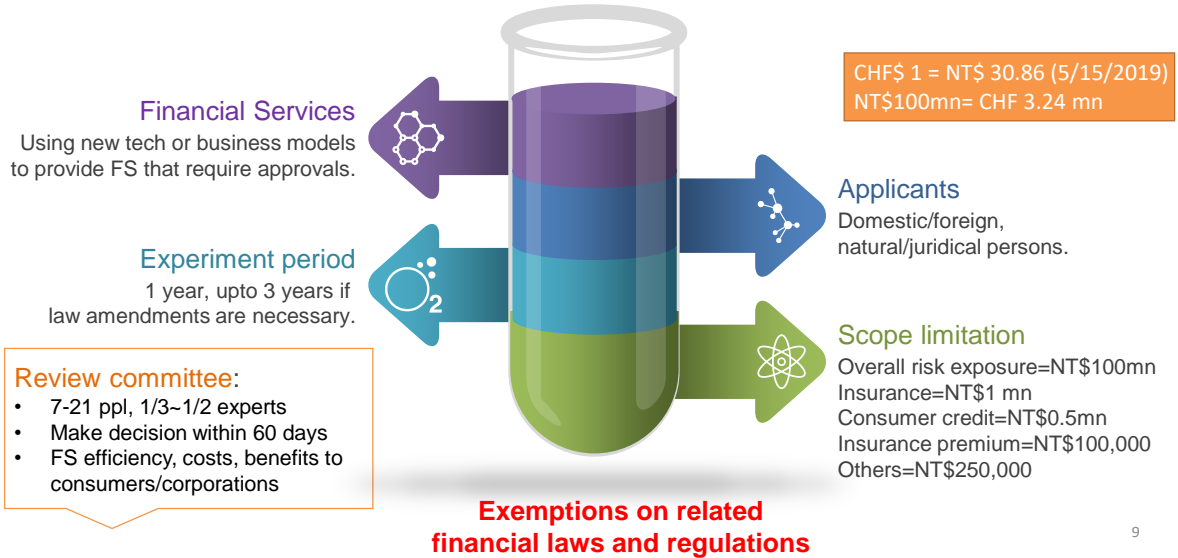 CHF$ 1 = NT$ 30.86 (5/15/2019)
NT$100mn= CHF 3.24 mn
Financial Services
Using new tech or business models
to provide FS that require approvals.
Applicants
Domestic/foreign,
natural/juridical persons.
Experiment period
1 year, upto 3 years if
law amendments are necessary.
2
Scope limitation
Overall risk exposure=NT$100mn
Insurance=NT$1 mn
Consumer credit=NT$0.5mn
Insurance premium=NT$100,000
Others=NT$250,000
Review committee:
• 7-21 ppl, 1/3~1/2 experts
• Make decision within 60 days
• FS efficiency, costs, benefits to
consumers/corporations
Exemptions on related
financial laws and regulations
9